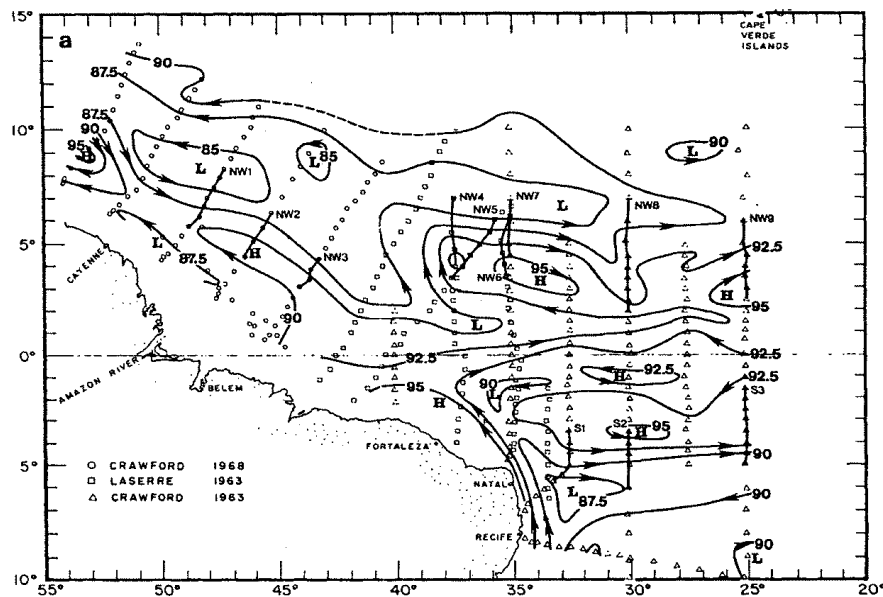 15°
a
90
CAPE
VERDE
ISLANDS
87.5
10°
87.5
90
95
H
85
L
L
85
90
L
NW1
NW2
L
NW4
NW7
NW5
NW8
NW9
5°
CAYENNE
L
87.5
H
NW3
NW6
95
H
92.5
H
95
90
L
0°
AMAZON RIVER
BELEM
92.5
92.5
95
H
90
L
H
92.5
92.5
S3
FORTALEZA
S1
S2
95
H
90
5°
NATAL
L
87.5
90
○ CRAWFORD 1968
□ LASERRE 1963
△ CRAWFORD 1963
RECIFE
90
L
10°
55°
50°
45°
40°
35°
30°
25°
20°